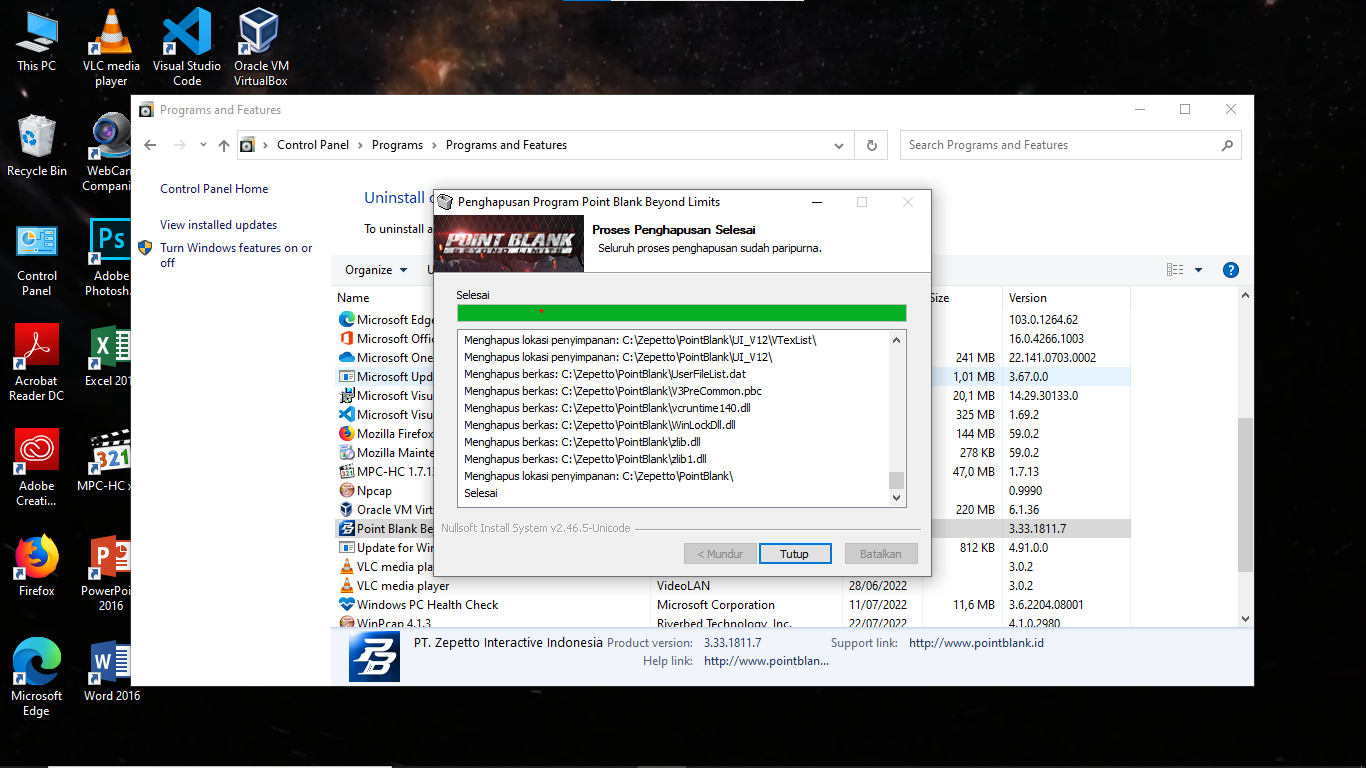 This PC
VLC media player
Visual Studio Code
Oracle VM VirtualBox
Recycle Bin
WebCam
Compani
Control Panel
Adobe
Photosh...
Acrobat Reader DC
Excel 201
Adobe Creati...
MPC-HC x
Firefox
PowerPoi
2016
Microsoft Edge
Word 2016
Programs and Features
Control Panel > Programs > Programs and Features
Search Programs and Features
Control Panel Home
View installed updates
Turn Windows features on or off
Uninstall
To uninstall a
Organize
Name Size Version
Microsoft Edge 103.0.1264.62
Microsoft Offi 16.0.4266.1003
Microsoft One 241 MB 22.141.0703.0002
Microsoft Upd 1,01 MB 3.67.0.0
Microsoft Visu 20,1 MB 14.29.30133.0
Microsoft Visu 325 MB 1.69.2
Mozilla Firefox 144 MB 59.0.2
Mozilla Mainte 278 KB 59.0.2
MPC-HC 1.7.13 47,0 MB 1.7.13
Npcap 0.9990
Oracle VM Virt 220 MB 6.1.36
Point Blank Be 3.33.1811.7
Update for Win 812 KB 4.91.0.0
VLC media pla 3.0.2
VLC media player VideoLAN 28/06/2022 3.0.2
Windows PC Health Check Microsoft Corporation 11/07/2022 11,6 MB 3.6.2204.08001
WinPcap 4.1.3 Riverbed Technology, Inc. 22/07/2022 4.1.0.2980
PT. Zepetto Interactive Indonesia Product version: 3.33.1811.7 Support link: http://www.pointblank.id
Help link: http://www.pointblan...
Penghapusan Program Point Blank Beyond Limits
POINT BLANK
BEYOND LIMITS
Proses Penghapusan Selesai
Seluruh proses penghapusan sudah paripurna.
Selesai
Menghapus lokasi penyimpanan: C:\Zepetto\PointBlank\UI_V12\VTexList\
Menghapus lokasi penyimpanan: C:\Zepetto\PointBlank\UI_V12\
Menghapus berkas: C:\Zepetto\PointBlank\UserFileList.dat
Menghapus berkas: C:\Zepetto\PointBlank\V3PreCommon.pbc
Menghapus berkas: C:\Zepetto\PointBlank\vcruntime140.dll
Menghapus berkas: C:\Zepetto\PointBlank\WinLockDll.dll
Menghapus berkas: C:\Zepetto\PointBlank\zlib.dll
Menghapus berkas: C:\Zepetto\PointBlank\zlib1.dll
Menghapus lokasi penyimpanan: C:\Zepetto\PointBlank\
Selesai
Nullsoft Install System v2.46.5-Unicode
< Mundur
Tutup
Batalkan